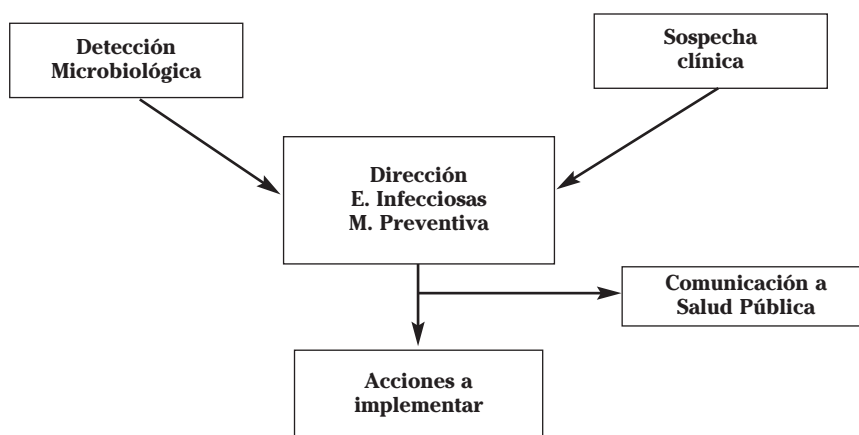 Detección
Microbiológica
Sospecha
clínica
Dirección
E. Infecciosas
M. Preventiva
Comunicación a
Salud Pública
Acciones a
implementar